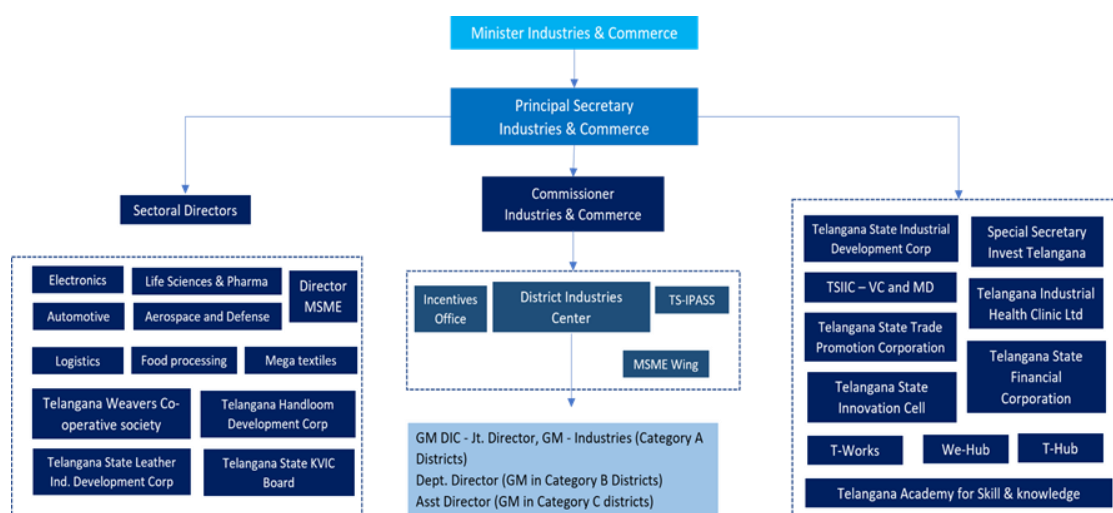 Minister Industries & Commerce
Principal Secretary
Industries & Commerce
Sectoral Directors
Commissioner
Industries & Commerce
Electronics
Life Sciences & Pharma
Director
MSME
Automotive
Aerospace and Defense
Logistics
Food processing
Mega textiles
Telangana Weavers Co-
operative society
Telangana Handloom
Development Corp
Telangana State Leather
Ind. Development Corp
Telangana State KVIC
Board
Incentives
Office
District Industries
Center
TS-IPASS
MSME Wing
GM DIC - Jt. Director, GM - Industries (Category A
Districts)
Dept. Director (GM in Category B Districts)
Asst Director (GM in Category C districts)
Telangana State Industrial
Development Corp
Special Secretary
Invest Telangana
TSIIC – VC and MD
Telangana Industrial
Health Clinic Ltd
Telangana State Trade
Promotion Corporation
Telangana State
Financial
Corporation
Telangana State
Innovation Cell
T-Works
We-Hub
T-Hub
Telangana Academy for Skill & knowledge